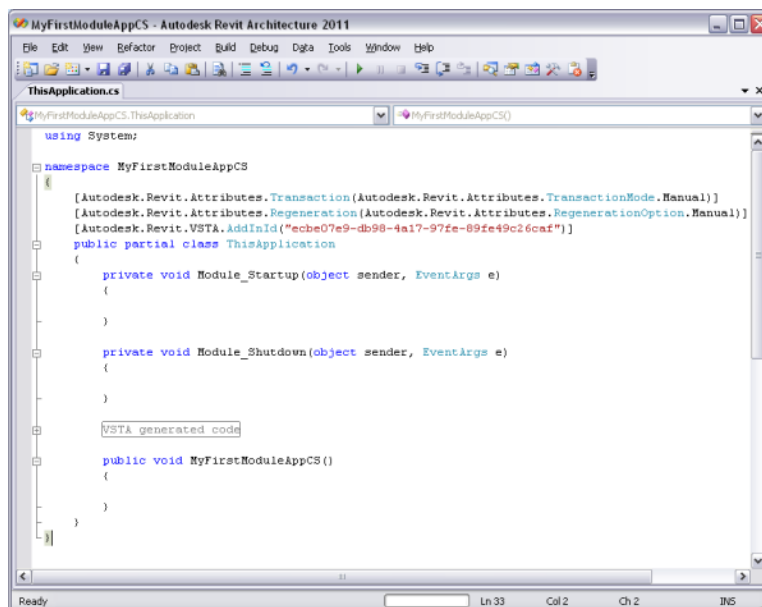 MyFirstModuleAppCS - Autodesk Revit Architecture 2011
File Edit View Refactor Project Build Debug Data Tools Window Help
ThisApplication.cs
MyFirstModuleAppCS.ThisApplication MyFirstModuleAppCS()
using System;
namespace MyFirstModuleAppCS
{
[Autodesk.Revit.Attributes.Transaction(Autodesk.Revit.Attributes.TransactionMode.Manual)]
[Autodesk.Revit.Attributes.Regeneration(Autodesk.Revit.Attributes.RegenerationOption.Manual)]
[Autodesk.Revit.VSTA.AddInId("ecbe07e9-db98-4a17-97fe-89fe49c26caf")]
public partial class ThisApplication
{
private void Module_Startup(object sender, EventArgs e)
{
}
private void Module_Shutdown(object sender, EventArgs e)
{
}
VSTA generated code
public void MyFirstModuleAppCS()
{
}
}
}
Ready Ln 33 Col 2 Ch 2 INS